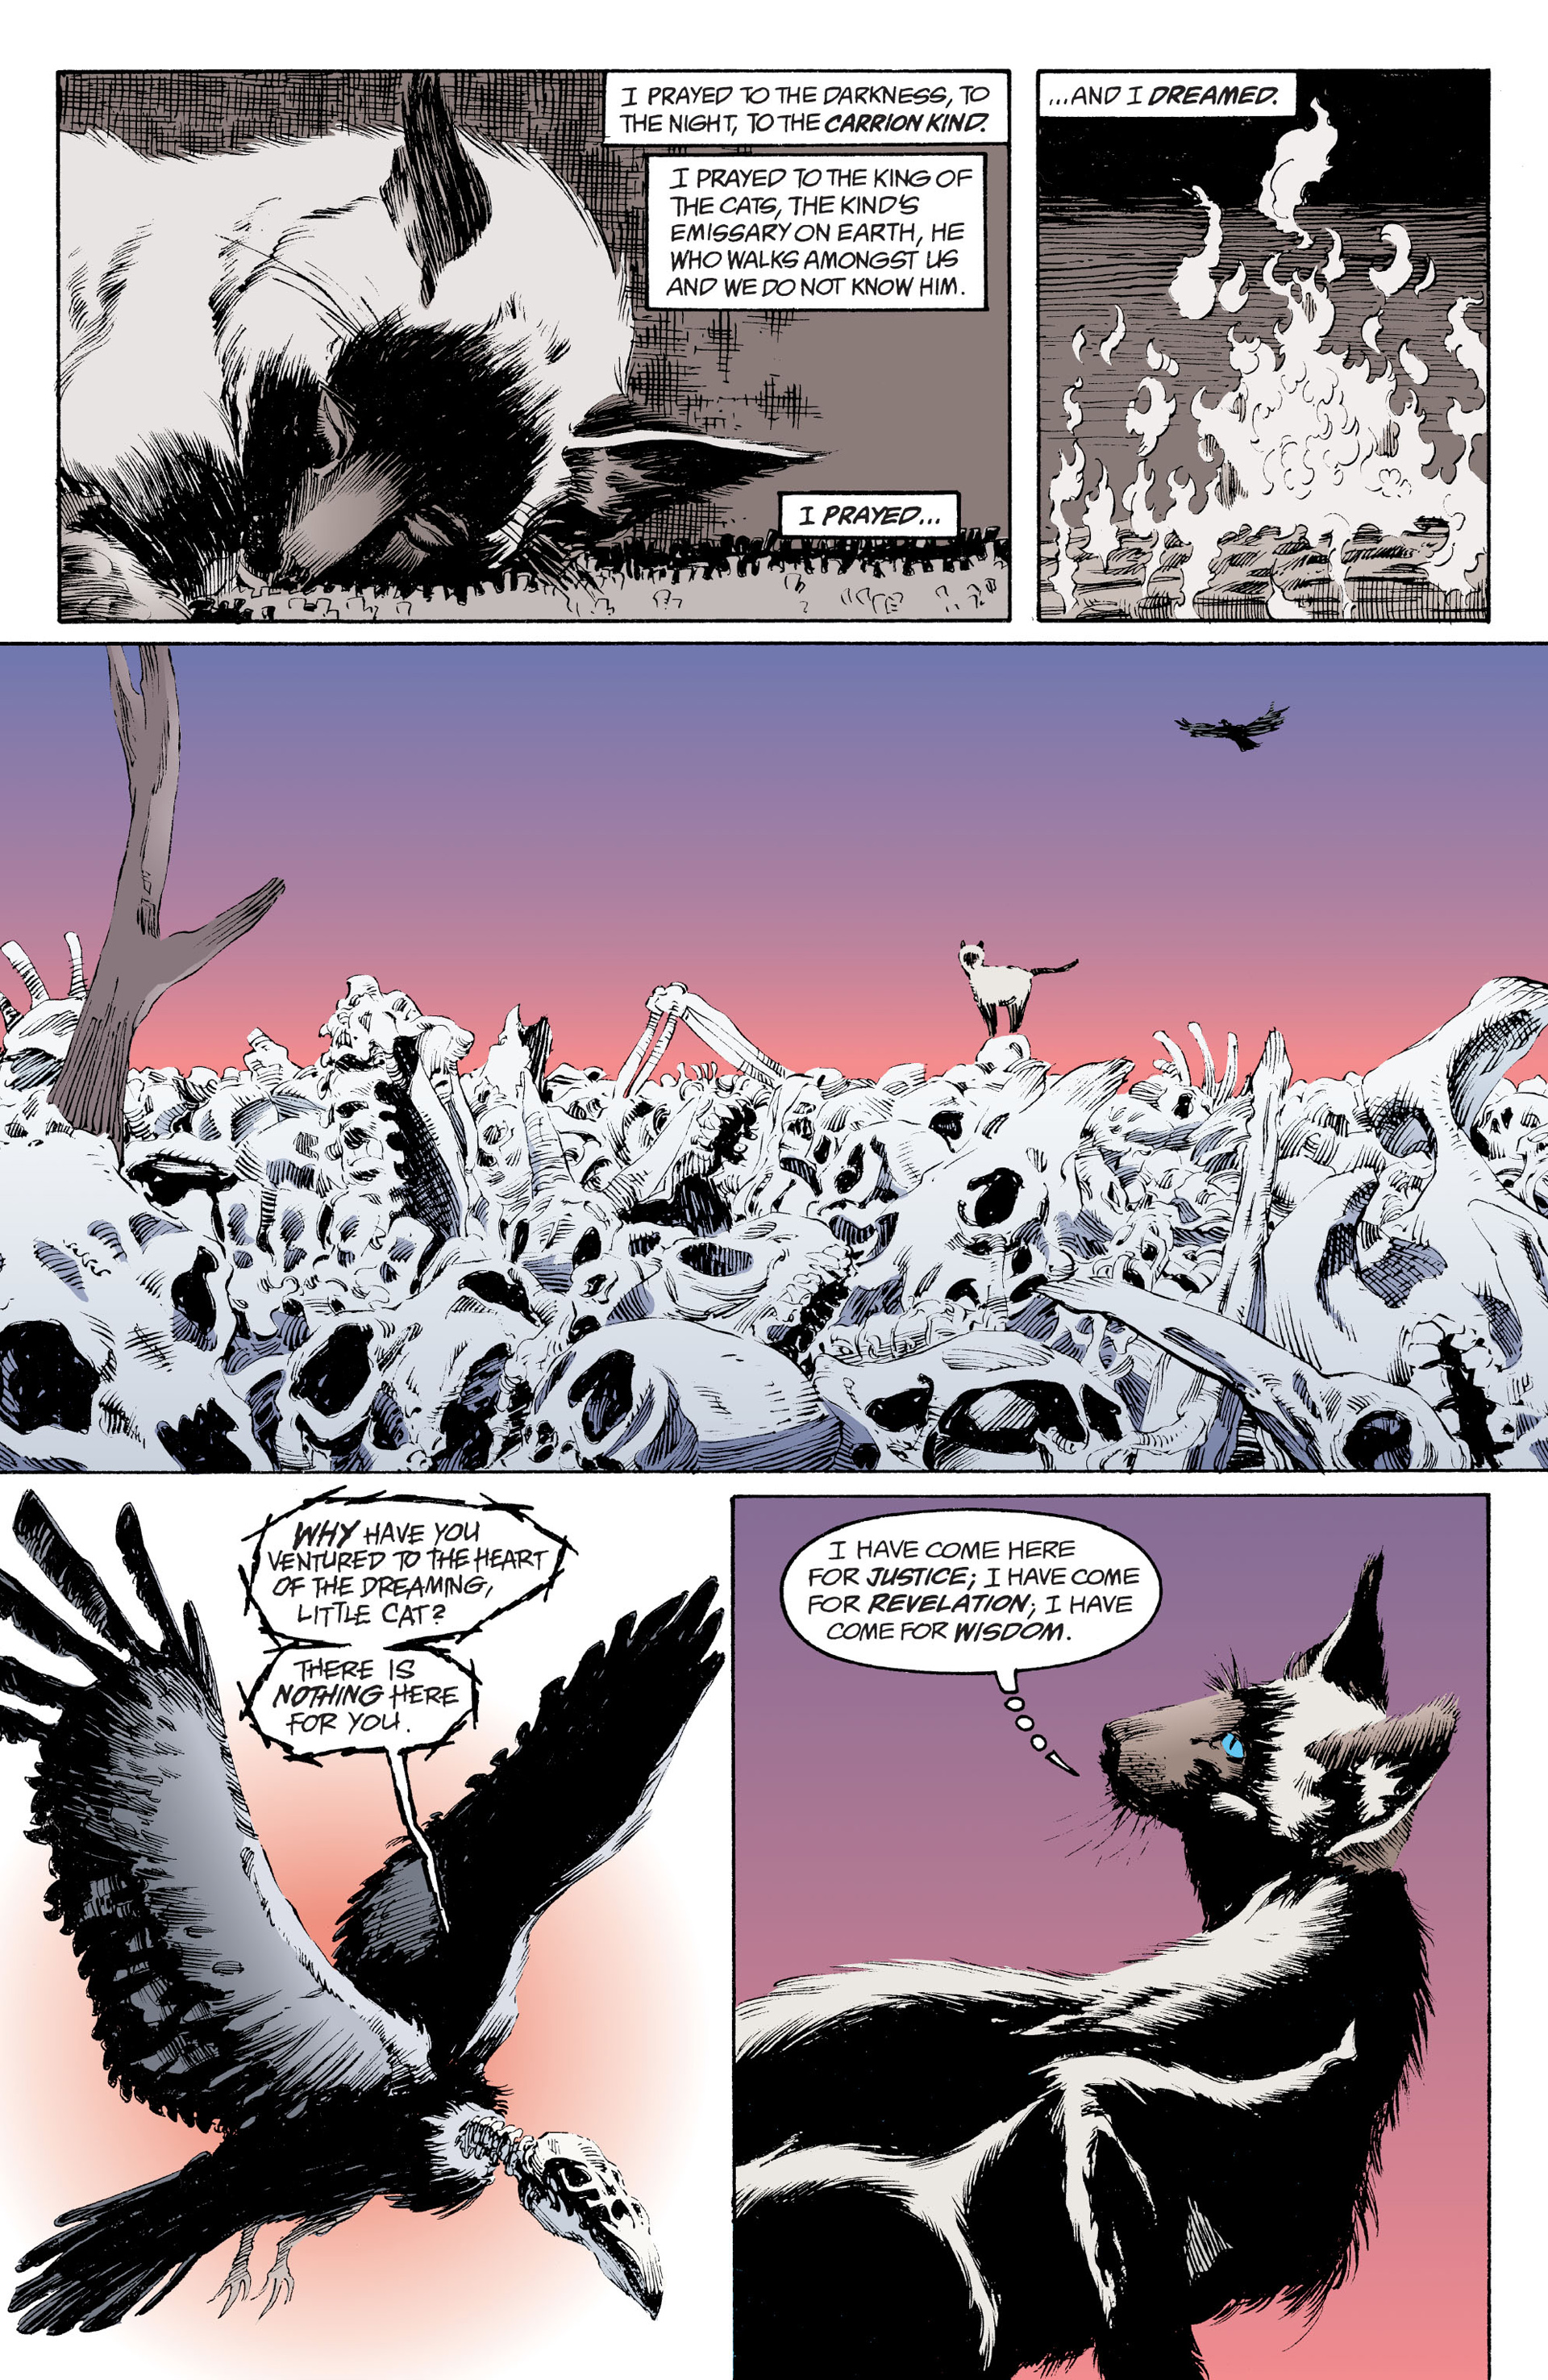 I PRAYED TO THE DARKNESS, TO
THE NIGHT, TO THE CARRION KIND.
I PRAYED TO THE KING OF
THE CATS, THE KIND'S
EMISSARY ON EARTH, HE
WHO WALKS AMONGST US
AND WE DO NOT KNOW HIM.
I PRAYED...
...AND I DREAMED.
WHY HAVE YOU
VENTURED TO THE HEART
OF THE DREAMING,
LITTLE CAT?
THERE IS
NOTHING HERE
FOR YOU.
I HAVE COME HERE
FOR JUSTICE; I HAVE COME
FOR REVELATION; I HAVE
COME FOR WISDOM.